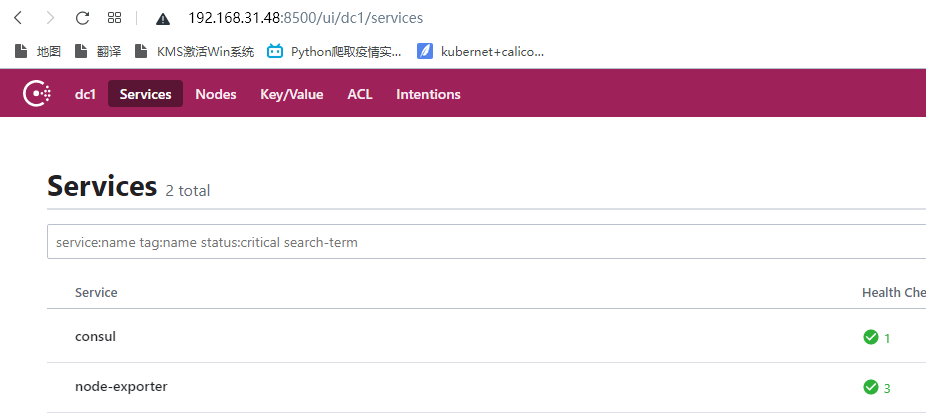 192.168.31.48:8500/ui/dc1/services
地图 翻译 KMS激活Win系统 Python爬取疫情实... kubernet+calico...
dc1 Services Nodes Key/Value ACL Intentions
Services 2 total
service:name tag:name status:critical search-term
Service Health Che
consul 1
node-exporter 3